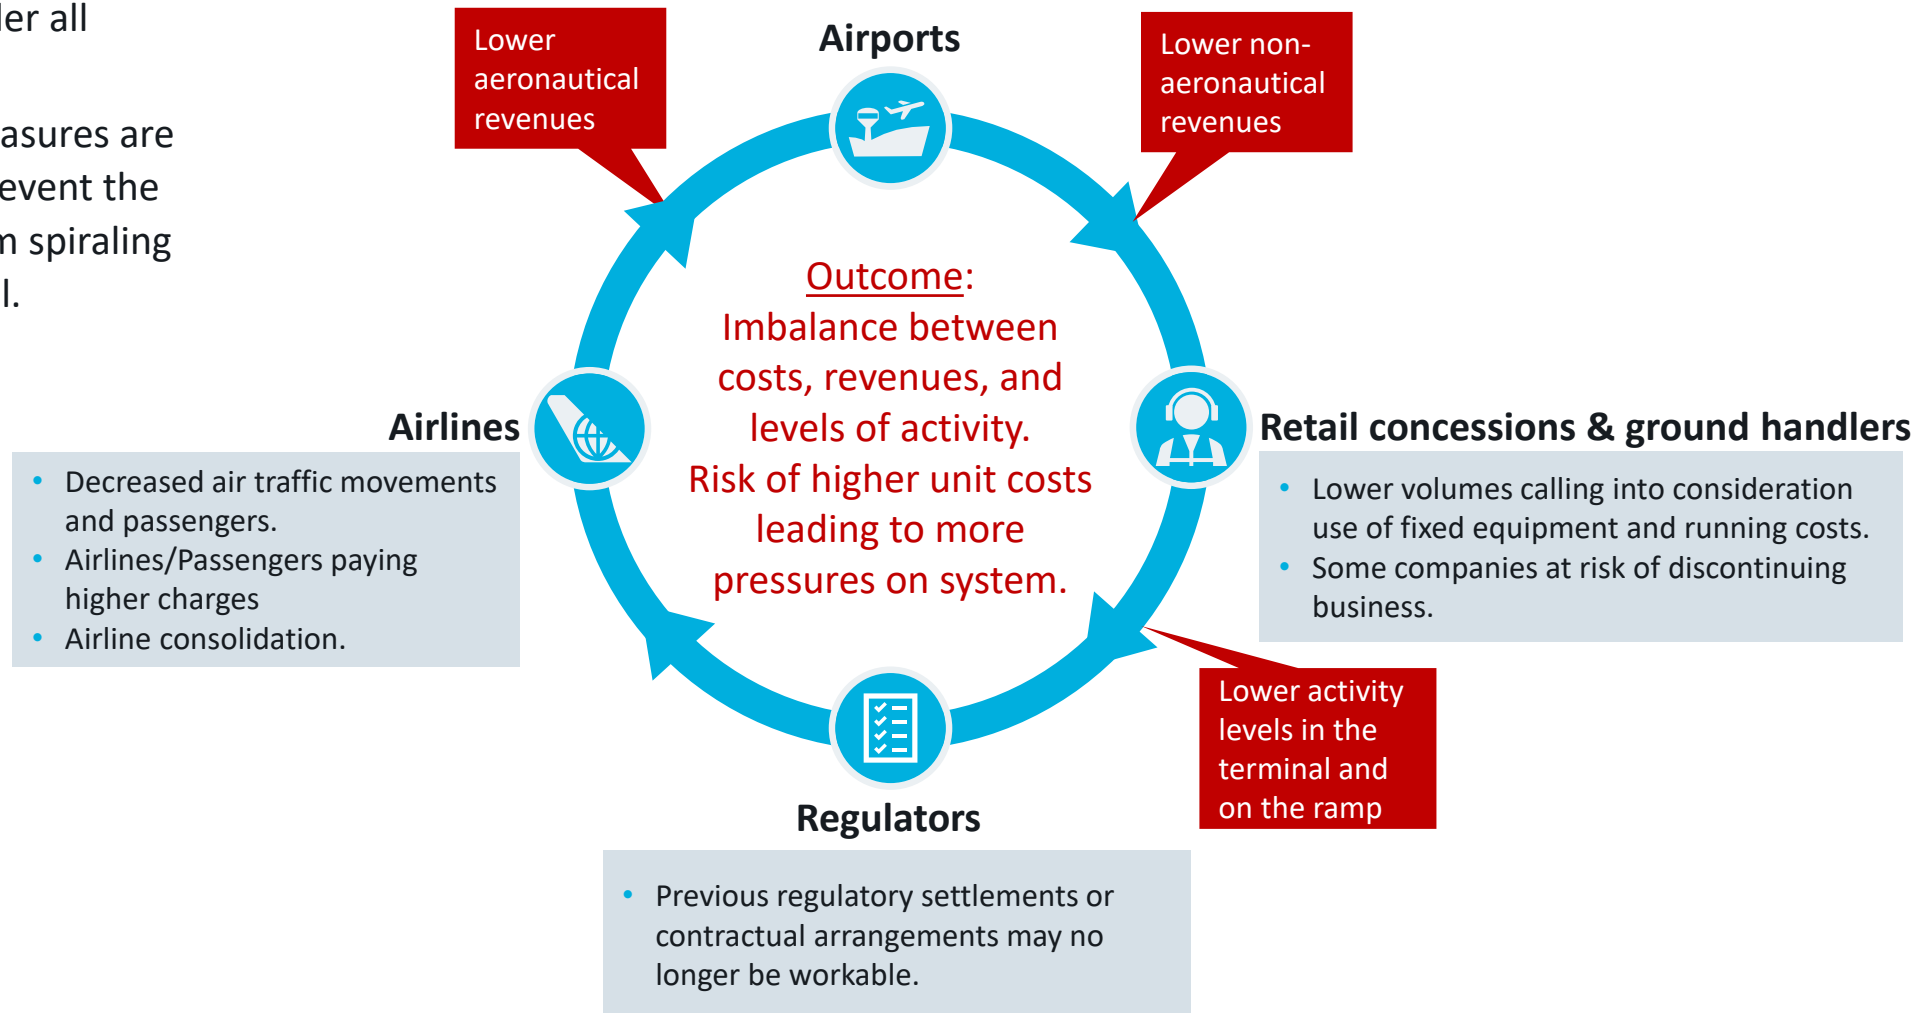 all
are
the
spiraling
Lower
aeronautical
revenues
Airports
Lower non-
aeronautical
revenues
Outcome:
Imbalance between
costs, revenues, and
levels of activity.
Risk of higher unit costs
leading to more
pressures on system.
Airlines
• Decreased air traffic movements
and passengers.
• Airlines/Passengers paying
higher charges
• Airline consolidation.
Retail concessions & ground handlers
• Lower volumes calling into consideration
use of fixed equipment and running costs.
• Some companies at risk of discontinuing
business.
Lower activity
levels in the
terminal and
on the ramp
Regulators
• Previous regulatory settlements or
contractual arrangements may no
longer be workable.